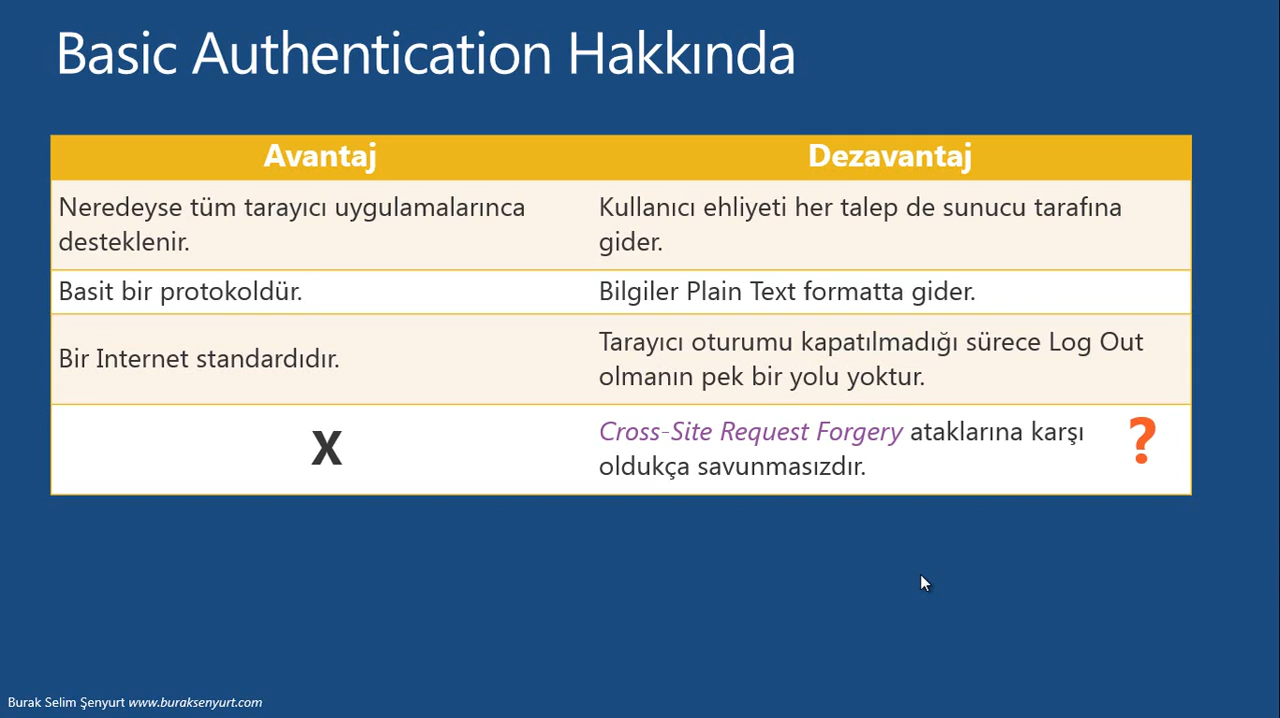 Basic Authentication Hakkında
Avantaj
Dezavantaj
Neredeyse tüm tarayıcı uygulamalarınca
desteklenir.
Kullanıcı ehliyeti her talep de sunucu tarafına
gider.
Basit bir protokoldür.
Bilgiler Plain Text formatta gider.
Bir Internet standardıdır.
Tarayıcı oturumu kapatılmadığı sürece Log Out
olmanın pek bir yolu yoktur.
X
Cross-Site Request Forgery ataklarına karşı
oldukça savunmasızdır.
?
Burak Selim Şenyurt www.buraksenyurt.com